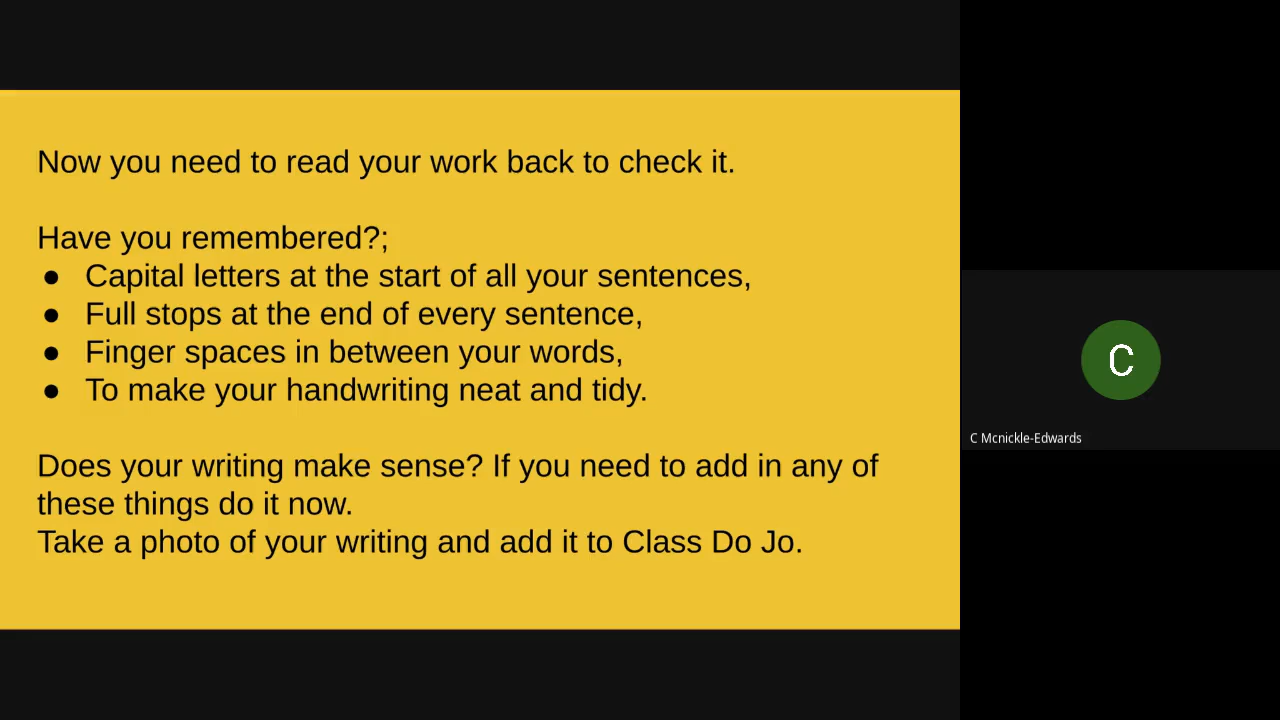 Now you need to read your work back to check it.
Have you remembered?;
● Capital letters at the start of all your sentences,
● Full stops at the end of every sentence,
● Finger spaces in between your words,
● To make your handwriting neat and tidy.
Does your writing make sense? If you need to add in any of
these things do it now.
Take a photo of your writing and add it to Class Do Jo.
C
C Mcnickle-Edwards